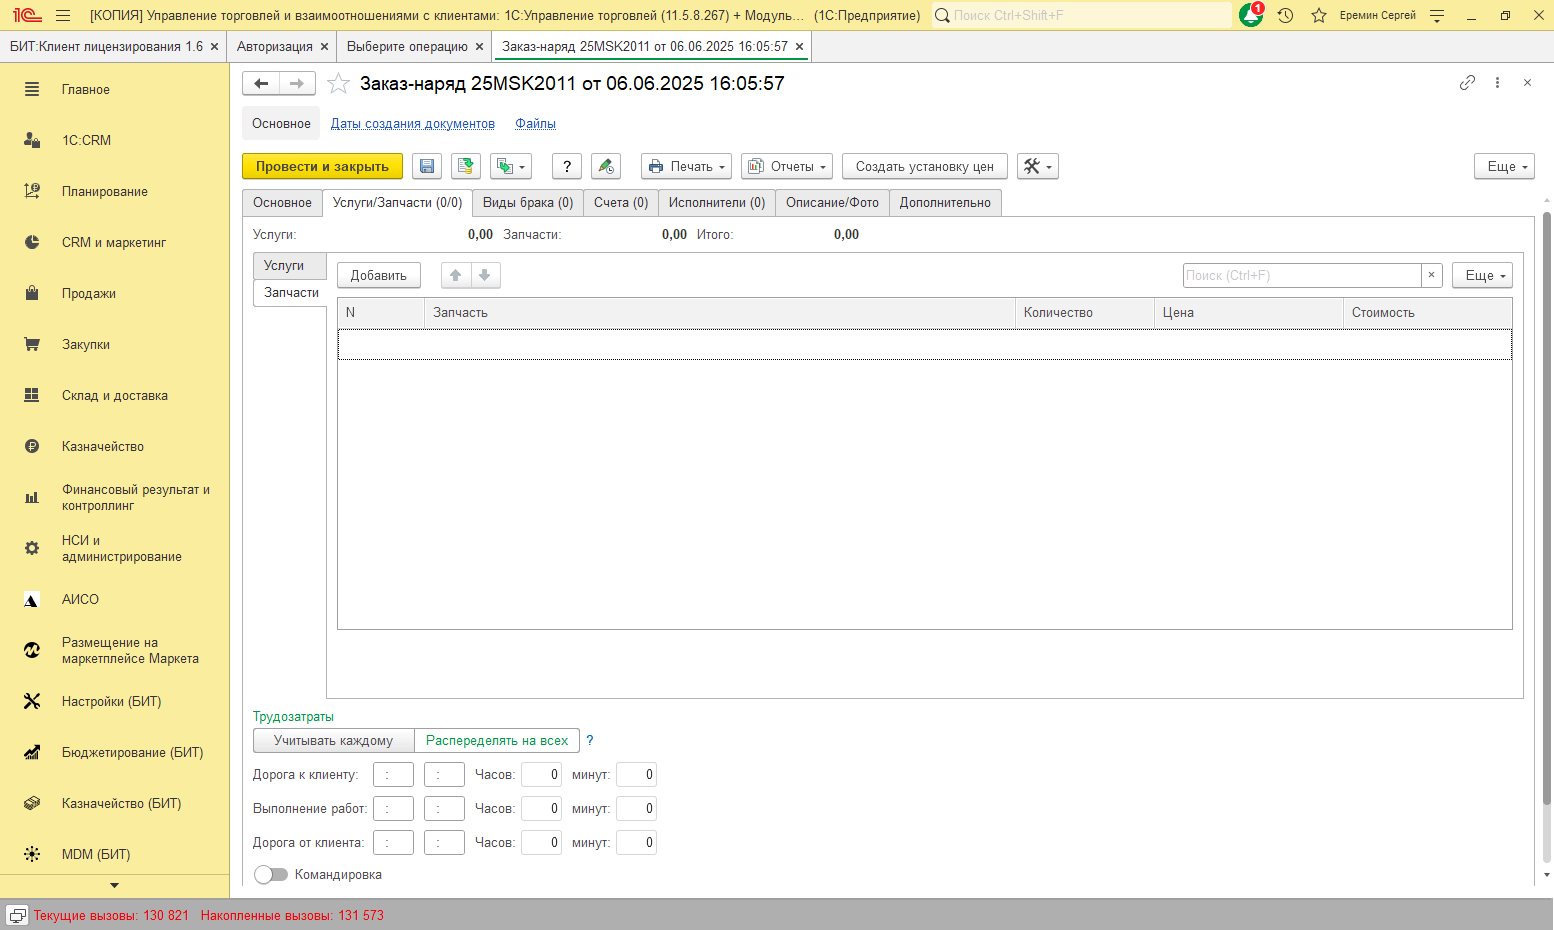 [КОПИЯ] Управление торговлей и взаимоотношениями с клиентами: 1С:Управление торговлей (11.5.8.267) + Модуль... (1С:Предприятие) Поиск Ctrl+Shift+F 1 Еремин Сергей
БИТ:Клиент лицензирования 1.6 × Авторизация × Выберите операцию × Заказ-наряд 25MSK2011 от 06.06.2025 16:05:57 ×
Главное
1С:CRM
Планирование
CRM и маркетинг
Продажи
Закупки
Склад и доставка
Казначейство
Финансовый результат и
контроллинг
НСИ и
администрирование
АИСО
Размещение на
маркетплейсе Маркета
Настройки (БИТ)
Бюджетирование (БИТ)
Казначейство (БИТ)
MDM (БИТ)
Заказ-наряд 25MSK2011 от 06.06.2025 16:05:57
Основное Даты создания документов Файлы
Провести и закрыть ? Печать Отчеты Создать установку цен Еще
Основное Услуги/Запчасти (0/0) Виды брака (0) Счета (0) Исполнители (0) Описание/Фото Дополнительно
Услуги: 0,00 Запчасти: 0,00 Итого: 0,00
Услуги
Запчасти
Добавить Поиск (Ctrl+F) × Еще
N Запчасть Количество Цена Стоимость
Трудозатраты
Учитывать каждому Распеределять на всех ?
Дорога к клиенту: : : Часов: 0 минут: 0
Выполнение работ: : : Часов: 0 минут: 0
Дорога от клиента: : : Часов: 0 минут: 0
Командировка
Текущие вызовы: 130 821 Накопленные вызовы: 131 573